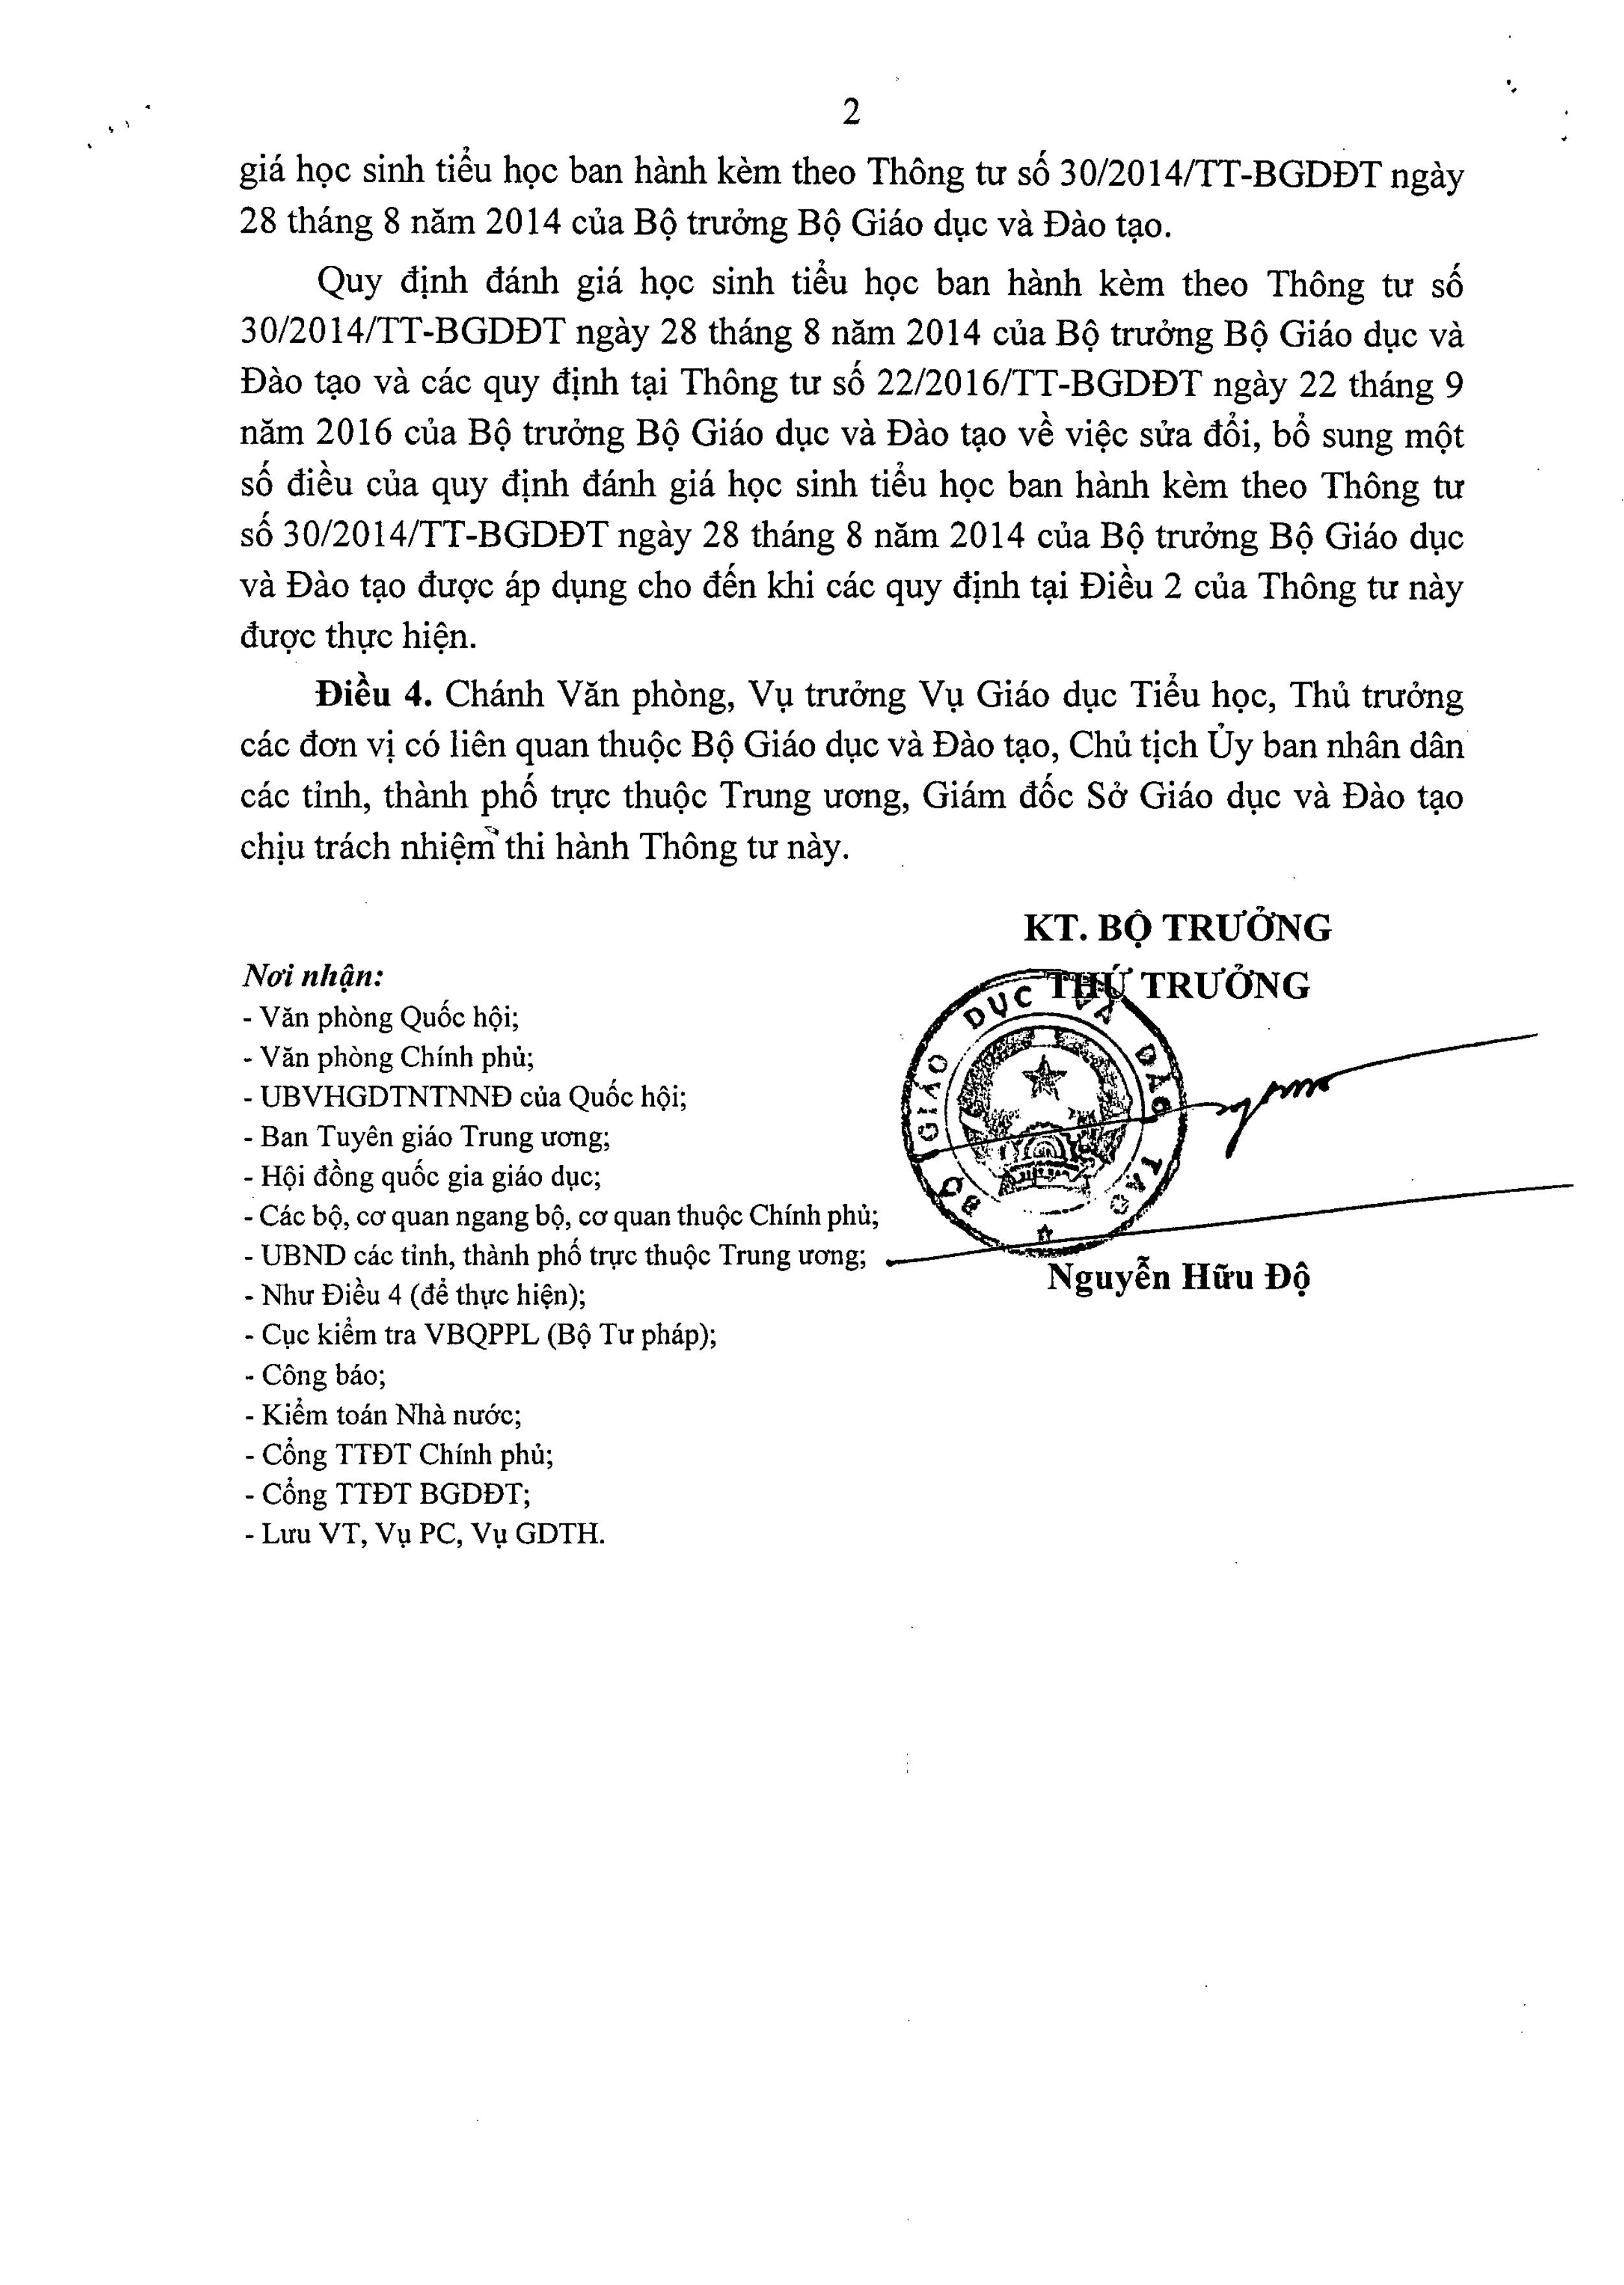 2
giá học sinh tiểu học ban hành kèm theo Thông tư số 30/2014/TT-BGDĐT ngày
28 tháng 8 năm 2014 của Bộ trưởng Bộ Giáo dục và Đào tạo.
Quy định đánh giá học sinh tiểu học ban hành kèm theo Thông tư số
30/2014/TT-BGDĐT ngày 28 tháng 8 năm 2014 của Bộ trưởng Bộ Giáo dục và
Đào tạo và các quy định tại Thông tư số 22/2016/TT-BGDĐT ngày 22 tháng 9
năm 2016 của Bộ trưởng Bộ Giáo dục và Đào tạo về việc sửa đổi, bổ sung một
số điều của quy định đánh giá học sinh tiểu học ban hành kèm theo Thông tư
số 30/2014/TT-BGDĐT ngày 28 tháng 8 năm 2014 của Bộ trưởng Bộ Giáo dục
và Đào tạo được áp dụng cho đến khi các quy định tại Điều 2 của Thông tư này
được thực hiện.
Điều 4. Chánh Văn phòng, Vụ trưởng Vụ Giáo dục Tiểu học, Thủ trưởng
các đơn vị có liên quan thuộc Bộ Giáo dục và Đào tạo, Chủ tịch Ủy ban nhân dân
các tỉnh, thành phố trực thuộc Trung ương, Giám đốc Sở Giáo dục và Đào tạo
chịu trách nhiệm thi hành Thông tư này.
KT. BỘ TRƯỞNG
THỨ TRƯỞNG
BỘ GIÁO DỤC VÀ ĐÀO TẠO
Nguyễn Hữu Độ
Nơi nhận:
- Văn phòng Quốc hội;
- Văn phòng Chính phủ;
- UBVHGDTNTNNĐ của Quốc hội;
- Ban Tuyên giáo Trung ương;
- Hội đồng quốc gia giáo dục;
- Các bộ, cơ quan ngang bộ, cơ quan thuộc Chính phủ;
- UBND các tỉnh, thành phố trực thuộc Trung ương;
- Như Điều 4 (để thực hiện);
- Cục kiểm tra VBQPPL (Bộ Tư pháp);
- Công báo;
- Kiểm toán Nhà nước;
- Cổng TTĐT Chính phủ;
- Cổng TTĐT BGDĐT;
- Lưu VT, Vụ PC, Vụ GDTH.